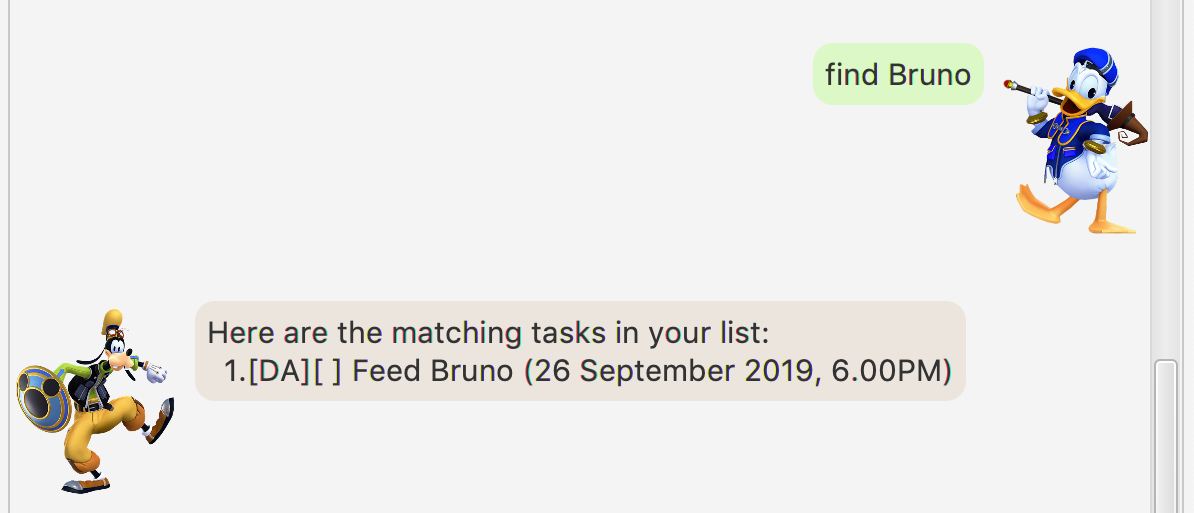 find Bruno
Here are the matching tasks in your list:
1.[DA][ ] Feed Bruno (26 September 2019, 6.00PM)